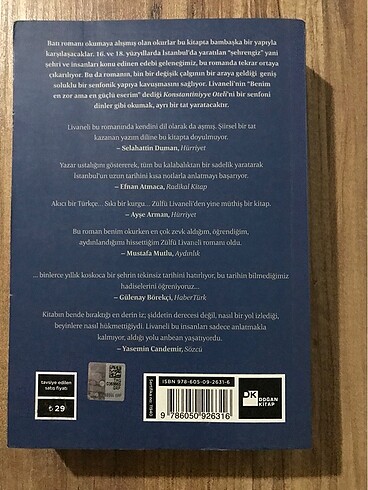 Batı romanı okumaya alışmış olan okurlar bu kitapta bambaşka bir yapıyla
karşılaşacaklar. 16. ve 18. yüzyıllarda İstanbul'da yaratılan "şehrengiz" yani
şehri ve insanları konu edinen edebi geleneğimiz, bu romanda tekrar ortaya
çıkarılıyor. Bu da romanın, bin bir değişik çalgının bir araya geldiği geniş
soluklu bir senfonik yapıya kavuşmasını sağlıyor. Livaneli'nin "Benim
en zor ama en güçlü eserim" dediği Konstantiniyye Oteli'ni bir senfoni
dinler gibi okumak, ayrı bir tat yaratacaktır.
Livaneli bu romanında kendini dil olarak da aşmış. Şiirsel bir tat
kazanan yazım diline bu kitapta doyulmuyor.
– Selahattin Duman, Hürriyet
Yazar ustalığını göstererek, tüm bu kalabalıktan bir sadelik yaratarak
İstanbul'un uzun tarihini kısa notlarla anlatmayı başarıyor.
– Efnan Atmaca, Radikal Kitap
Akıcı bir Türkçe... Sıkı bir kurgu... Zülfü Livaneli'den yine müthiş bir kitap.
– Ayşe Arman, Hürriyet
Bu roman benim okurken en çok zevk aldığım, öğrendiğim,
aydınlandığımı hissettiğim Zülfü Livaneli romanı oldu.
– Mustafa Mutlu, Aydınlık
... binlerce yıllık koskoca bir şehrin tekinsiz tarihini hatırlıyor, bu tarihin bilmediğimiz
hadiselerini öğreniyoruz...
– Gülenay Börekçi, HaberTürk
Kitabın bende bıraktığı en derin iz; şiddetin derecesi değil, nasıl bir yol izlediği,
beyinlere nasıl hükmettiğiydi. Livaneli bu insanları sadece anlatmakla
kalmıyor, aldığı yolu anbean yaşatıyordu.
– Yasemin Candemir, Sözcü
tavsiye edilen
satış fiyatı
₺ 29
ISBN 978-605-09-2631-6
9 786050 926316
DK
DOĞAN
KİTAP